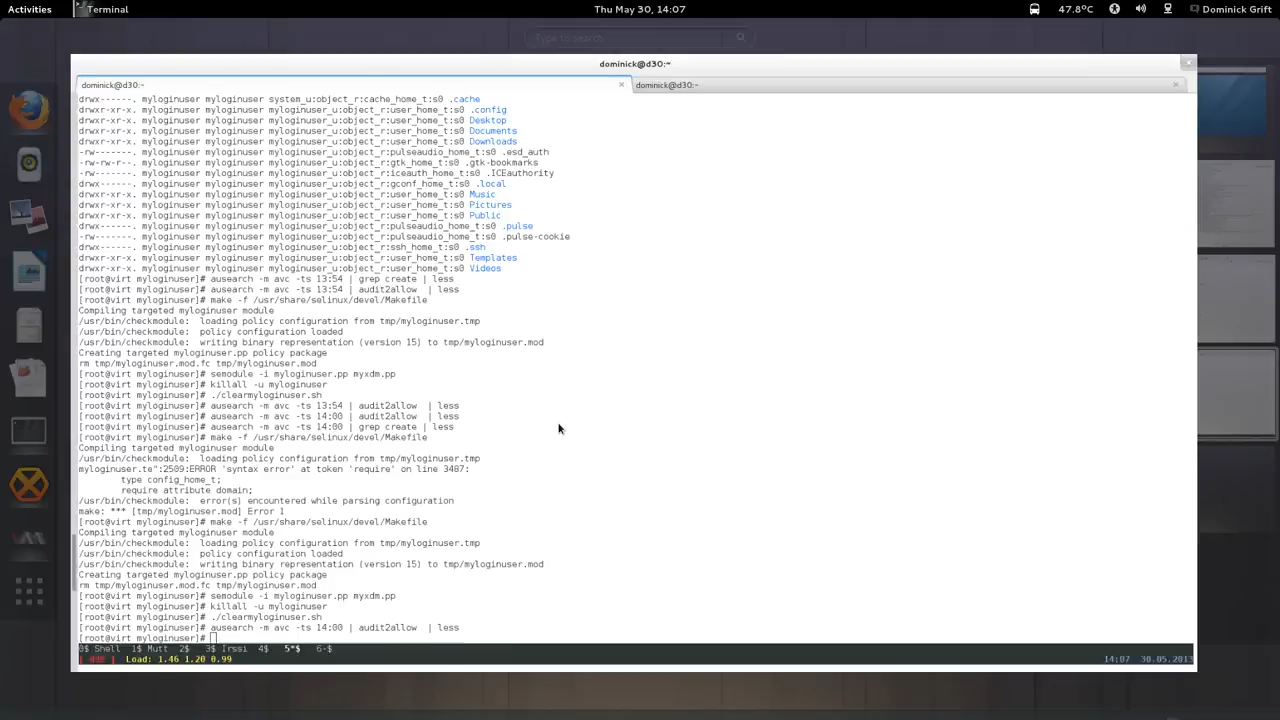 Activities Terminal Thu May 30, 14:07 47.8°C Dominick Grift
Type to search...
dominick@d30:~
dominick@d30:~ × dominick@d30:~ ×
drwx------. myloginuser myloginuser system_u:object_r:cache_home_t:s0 .cache
drwxr-xr-x. myloginuser myloginuser myloginuser_u:object_r:user_home_t:s0 .config
drwxr-xr-x. myloginuser myloginuser myloginuser_u:object_r:user_home_t:s0 Desktop
drwxr-xr-x. myloginuser myloginuser myloginuser_u:object_r:user_home_t:s0 Documents
drwxr-xr-x. myloginuser myloginuser myloginuser_u:object_r:user_home_t:s0 Downloads
-rw-------. myloginuser myloginuser myloginuser_u:object_r:pulseaudio_home_t:s0 .esd_auth
-rw-rw-r--. myloginuser myloginuser myloginuser_u:object_r:gtk_home_t:s0 .gtk-bookmarks
-rw-------. myloginuser myloginuser myloginuser_u:object_r:iceauth_home_t:s0 .ICEauthority
drwx------. myloginuser myloginuser myloginuser_u:object_r:gconf_home_t:s0 .local
drwxr-xr-x. myloginuser myloginuser myloginuser_u:object_r:user_home_t:s0 Music
drwxr-xr-x. myloginuser myloginuser myloginuser_u:object_r:user_home_t:s0 Pictures
drwxr-xr-x. myloginuser myloginuser myloginuser_u:object_r:user_home_t:s0 Public
drwx------. myloginuser myloginuser myloginuser_u:object_r:pulseaudio_home_t:s0 .pulse
-rw-------. myloginuser myloginuser myloginuser_u:object_r:pulseaudio_home_t:s0 .pulse-cookie
drwx------. myloginuser myloginuser myloginuser_u:object_r:ssh_home_t:s0 .ssh
drwxr-xr-x. myloginuser myloginuser myloginuser_u:object_r:user_home_t:s0 Templates
drwxr-xr-x. myloginuser myloginuser myloginuser_u:object_r:user_home_t:s0 Videos
[root@virt myloginuser]# ausearch -m avc -ts 13:54 | grep create | less
[root@virt myloginuser]# ausearch -m avc -ts 13:54 | audit2allow | less
[root@virt myloginuser]# make -f /usr/share/selinux/devel/Makefile
Compiling targeted myloginuser module
/usr/bin/checkmodule: loading policy configuration from tmp/myloginuser.tmp
/usr/bin/checkmodule: policy configuration loaded
/usr/bin/checkmodule: writing binary representation (version 15) to tmp/myloginuser.mod
Creating targeted myloginuser.pp policy package
rm tmp/myloginuser.mod.fc tmp/myloginuser.mod
[root@virt myloginuser]# semodule -i myloginuser.pp myxdm.pp
[root@virt myloginuser]# killall -u myloginuser
[root@virt myloginuser]# ./clearmyloginuser.sh
[root@virt myloginuser]# ausearch -m avc -ts 13:54 | audit2allow | less
[root@virt myloginuser]# ausearch -m avc -ts 14:00 | audit2allow | less
[root@virt myloginuser]# ausearch -m avc -ts 14:00 | grep create | less
[root@virt myloginuser]# make -f /usr/share/selinux/devel/Makefile
Compiling targeted myloginuser module
/usr/bin/checkmodule: loading policy configuration from tmp/myloginuser.tmp
myloginuser.te":2509:ERROR 'syntax error' at token 'require' on line 3487:
type config_home_t;
require attribute domain;
/usr/bin/checkmodule: error(s) encountered while parsing configuration
make: *** [tmp/myloginuser.mod] Error 1
[root@virt myloginuser]# make -f /usr/share/selinux/devel/Makefile
Compiling targeted myloginuser module
/usr/bin/checkmodule: loading policy configuration from tmp/myloginuser.tmp
/usr/bin/checkmodule: policy configuration loaded
/usr/bin/checkmodule: writing binary representation (version 15) to tmp/myloginuser.mod
Creating targeted myloginuser.pp policy package
rm tmp/myloginuser.mod.fc tmp/myloginuser.mod
[root@virt myloginuser]# semodule -i myloginuser.pp myxdm.pp
[root@virt myloginuser]# killall -u myloginuser
[root@virt myloginuser]# ./clearmyloginuser.sh
[root@virt myloginuser]# ausearch -m avc -ts 14:00 | audit2allow | less
[root@virt myloginuser]#
0$ Shell 1$ Mutt 2$ 3$ Irssi 4$ 5*$ 6-$
Load: 1.46 1.20 0.99 14:07 30.05.2013